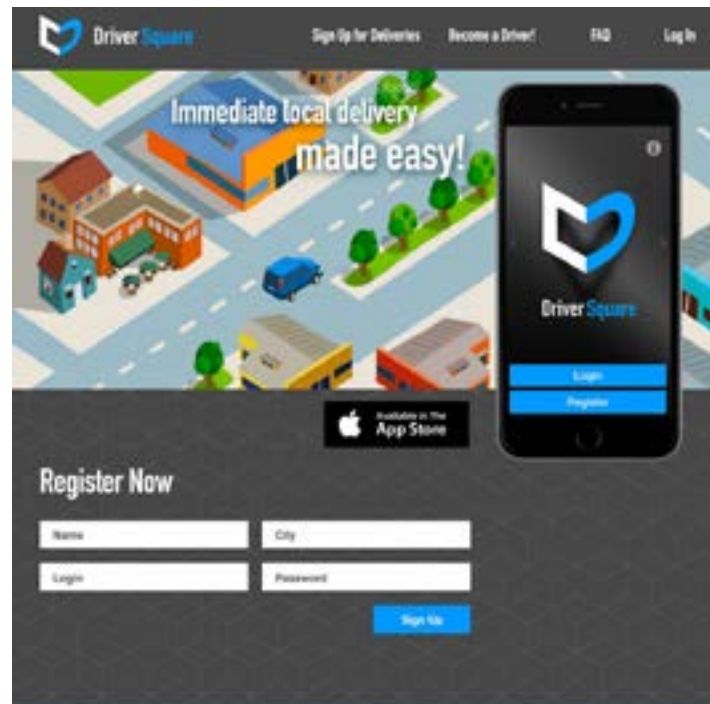 Driver Square
Sign Up for Deliveries
Become a Driver!
FAQ
Log In
Immediate local delivery
made easy!
Driver Square
Login
Register
Available in The
App Store
Register Now
Name
City
Login
Password
Sign Up